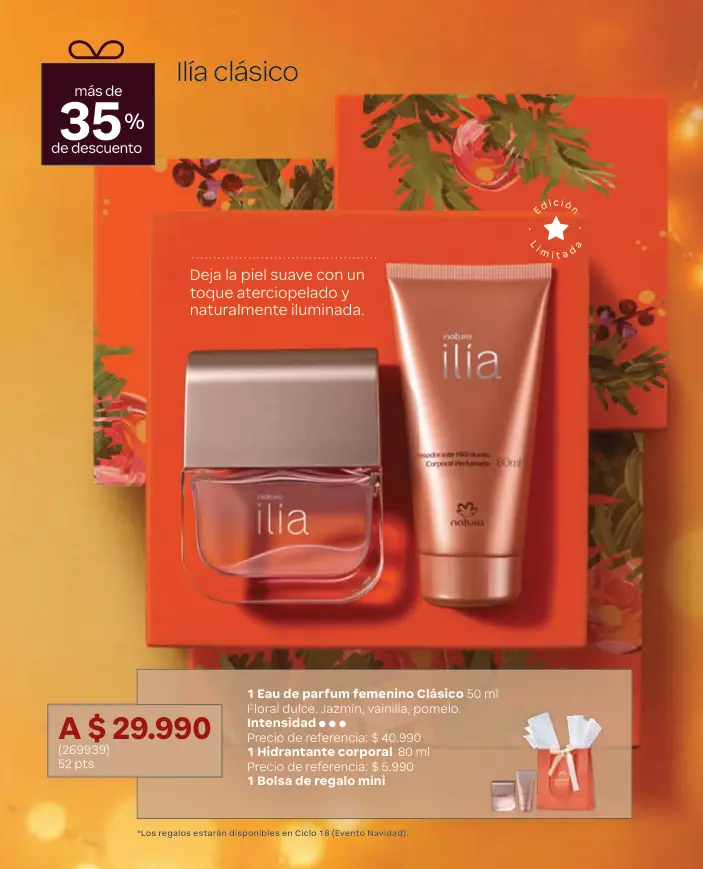 más de
35%
de descuento
Ilía clásico
Edición
Limitada
Deja la piel suave con un
toque aterciopelado y
naturalmente iluminada.
natura
ilía
Desodorante Hidratante
Corporal Perfumado 80ml
natura
natura
ilía
A $ 29.990
(269939)
52 pts
1 Eau de parfum femenino Clásico 50 ml
Floral dulce. Jazmín, vainilla, pomelo.
Intensidad
Precio de referencia: $ 40.990
1 Hidrantante corporal 80 ml
Precio de referencia: $ 5.990
1 Bolsa de regalo mini
*Los regalos estarán disponibles en Ciclo 18 (Evento Navidad).